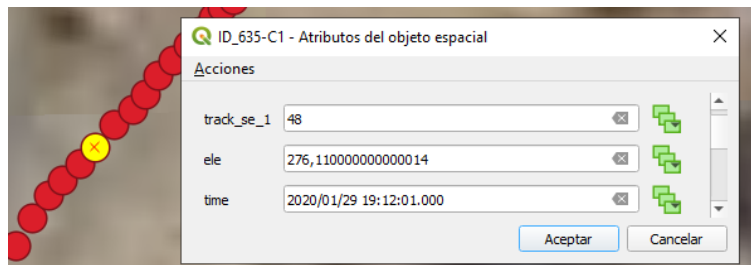 ID_635-C1 - Atributos del objeto espacial
Acciones
track_se_1 48
ele 276,110000000000014
time 2020/01/29 19:12:01.000
Aceptar Cancelar